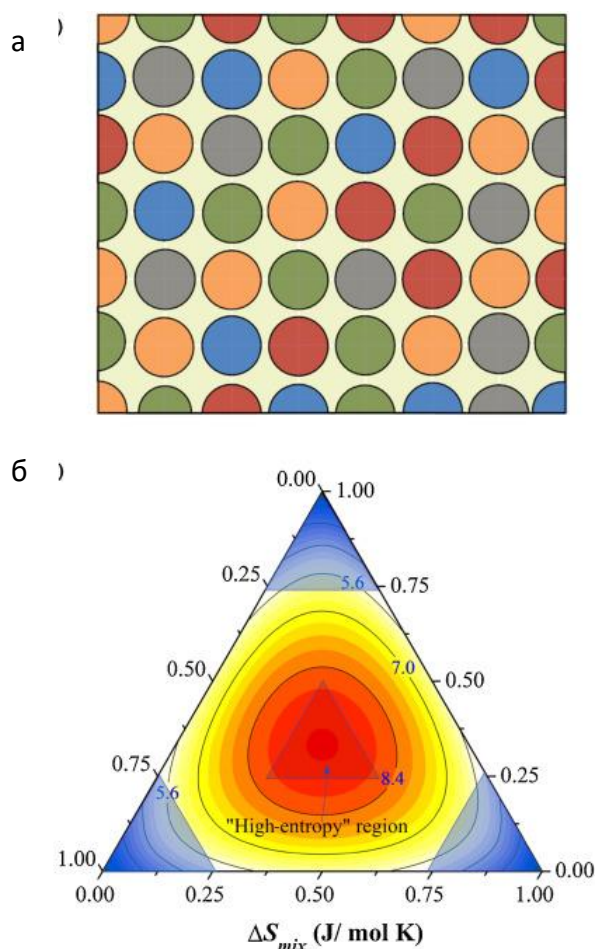 а )
б )
0.00 1.00
0.25 5.6 0.75
0.50 7.0 0.50
0.75 5.6 8.4 0.25
"High-entropy" region
1.00 0.00
0.00 0.25 0.50 0.75 1.00
ΔS_mix (J/ mol K)